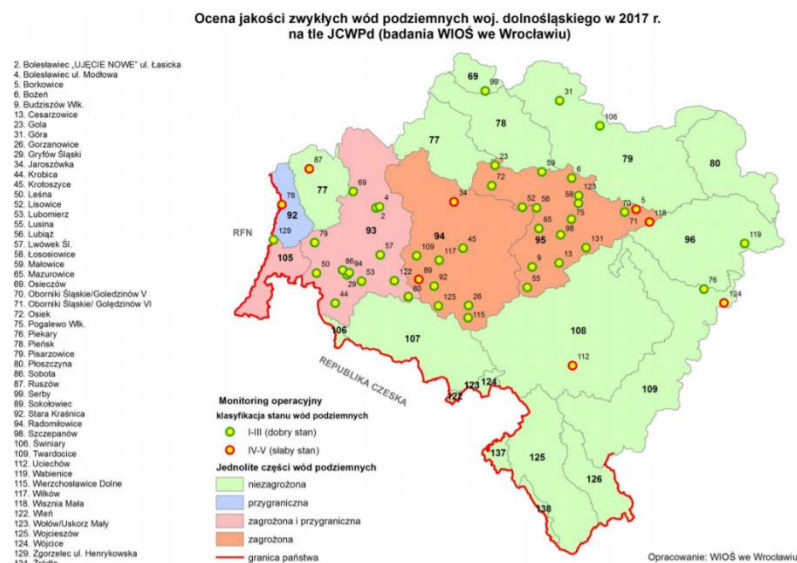 Ocena jakości zwykłych wód podziemnych woj. dolnośląskiego w 2017 r.
na tle JCWPd (badania WIOŚ we Wrocławiu)
2. Bolesławiec „UJĘCIE NOWE" ul. Łasicka
4. Bolesławiec ul. Modłowa
5. Borkowice
6. Bożeń
9. Budziszów Wlk.
13. Cesarzowice
23. Gola
31. Góra
26. Gorzanowice
29. Gryfów Śląski
34. Jaroszówka
44. Krobica
45. Krotoszyce
50. Leśna
52. Lisowice
53. Lubomierz
55. Lusina
56. Lubiąż
57. Lwówek Śl.
58. Łososiowice
59. Małowice
65. Mazurowice
69. Osieczów
70. Oborniki Śląskie/Golędzinów V
71. Oborniki Śląskie/ Golędzinów VI
72. Osiek
75. Pogalewo Wlk.
76. Piekary
78. Pieńsk
79. Pisarzowice
80. Płoszczyna
86. Sobota
87. Ruszów
99. Serby
89. Sokołowiec
92. Stara Kraśnica
94. Radomiłowice
98. Szczepanów
106. Świniary
109. Twardocice
112. Uciechów
119. Wabienice
115. Wierzchosławice Dolne
117. Wilków
118. Wisznia Mała
122. Wleń
123. Wołów/Uskorz Mały
125. Wojcieszów
124. Wójcice
129. Zgorzelec ul. Henrykowska
69
99
31
106
78
77
79
80
87
77
23
72
59
6
69
34
52
56
58
123
70
5
71
118
78
92
129
4
2
93
94
75
65
98
95
131
96
119
RFN
79
57
109
45
117
105
50
86
94
29
53
122
89
92
9
13
55
76
124
44
80
125
26
115
106
107
108
112
109
REPUBLIKA CZESKA
122
123
124
137
125
126
138
Monitoring operacyjny
klasyfikacja stanu wód podziemnych
I-III (dobry stan)
IV-V (słaby stan)
Jednolite części wód podziemnych
niezagrożona
przygraniczna
zagrożona i przygraniczna
zagrożona
granica państwa
Opracowanie: WIOŚ we Wrocławiu